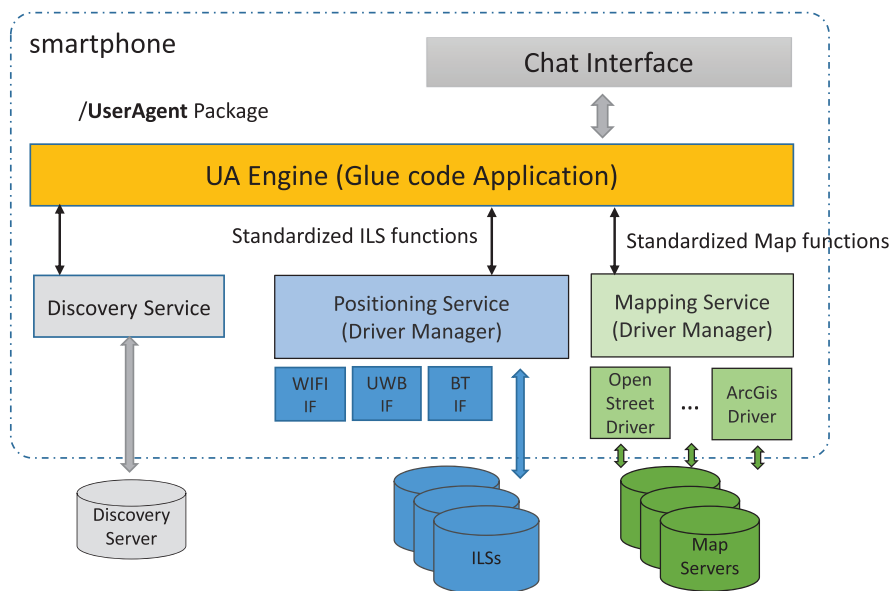 smartphone
Chat Interface
/UserAgent Package
UA Engine (Glue code Application)
Standardized ILS functions
Standardized Map functions
Discovery Service
Positioning Service
(Driver Manager)
Mapping Service
(Driver Manager)
WIFI
IF
UWB
IF
BT
IF
Open
Street
Driver
...
ArcGis
Driver
Discovery
Server
ILSs
Map
Servers